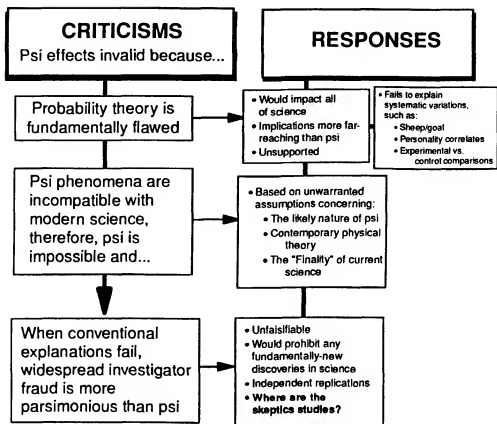 CRITICISMS
Psi effects invalid because...
RESPONSES
Probability theory is
fundamentally flawed
• Would impact all
of science
• Implications more far-
reaching than psi
• Unsupported
• Fails to explain
systematic variations,
such as:
• Sheep/goat
• Personality correlates
• Experimental vs.
control comparisons
Psi phenomena are
incompatible with
modern science,
therefore, psi is
impossible and...
• Based on unwarranted
assumptions concerning:
• The likely nature of psi
• Contemporary physical
theory
• The "Finality" of current
science
When conventional
explanations fail,
widespread investigator
fraud is more
parsimonious than psi
• Unfalsifiable
• Would prohibit any
fundamentally-new
discoveries in science
• Independent replications
• Where are the
skeptics studies?